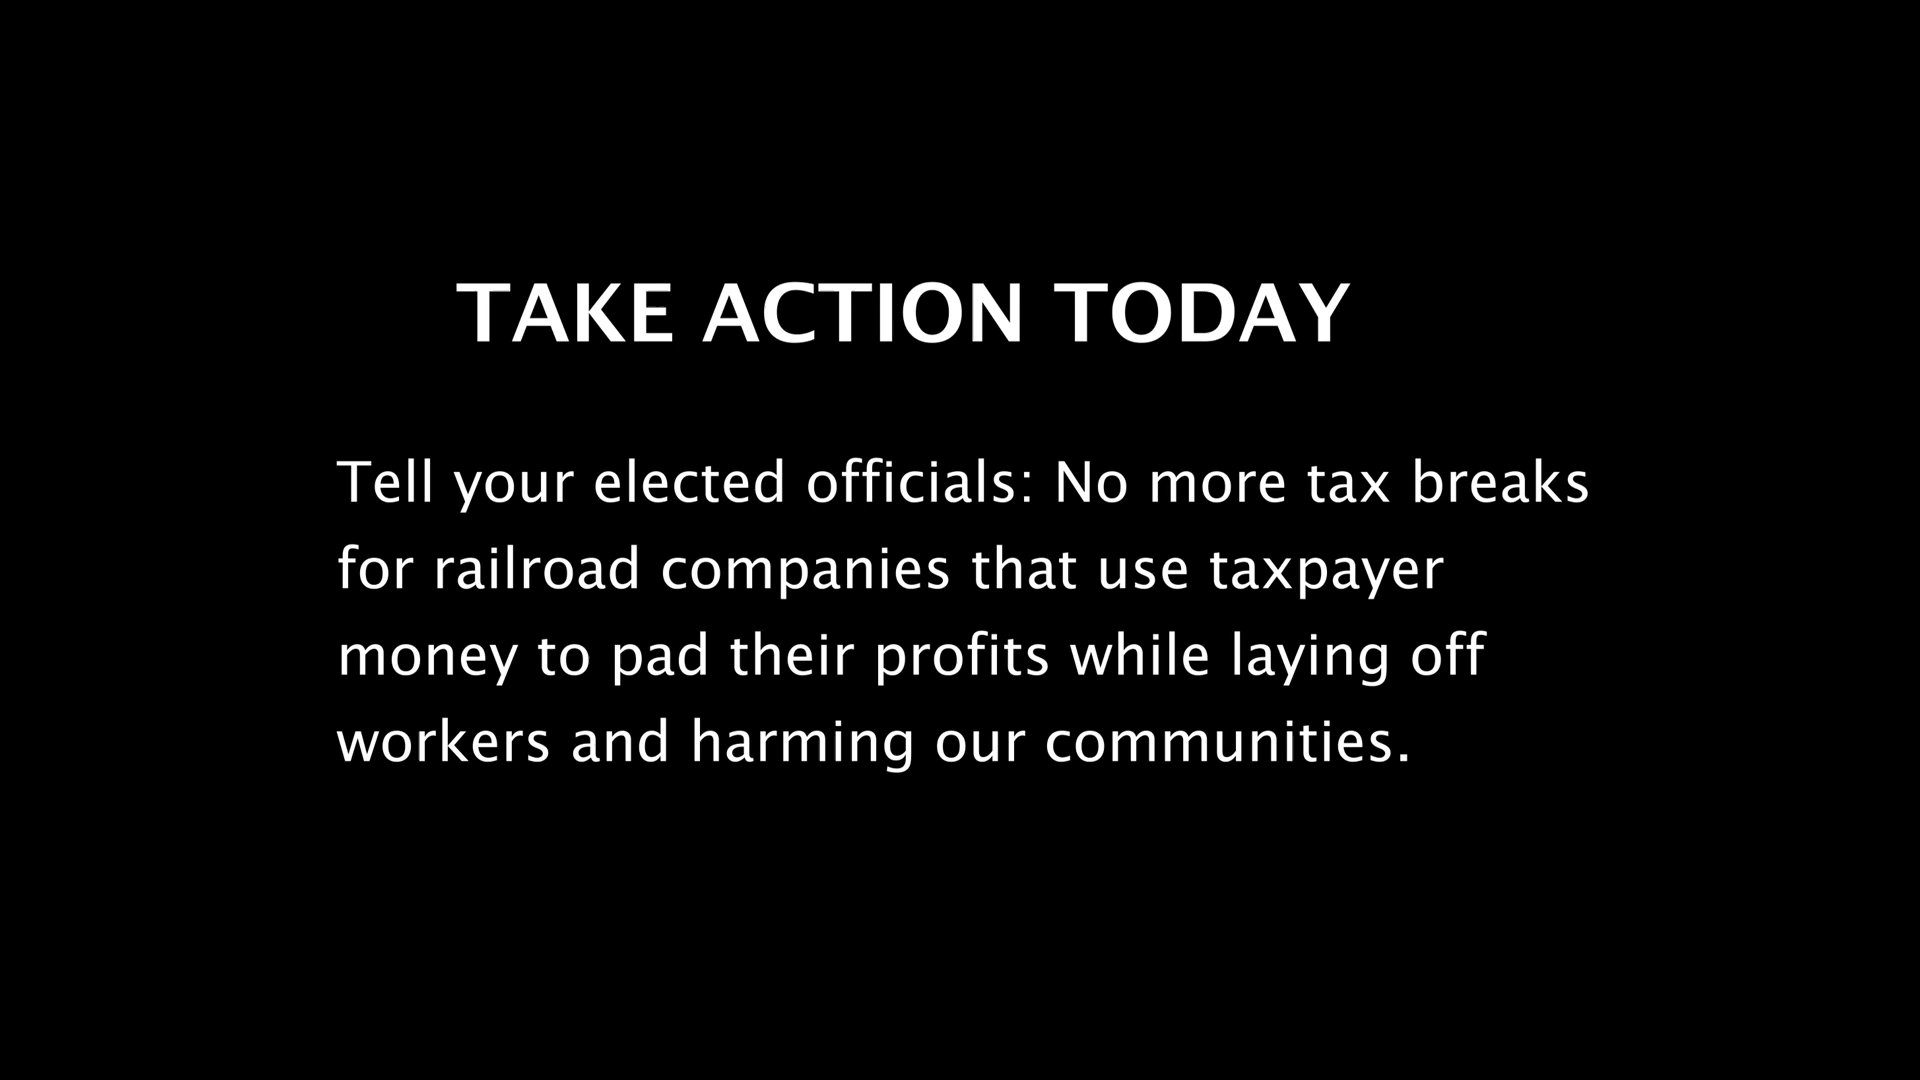 TAKE ACTION TODAY
Tell your elected officials: No more tax breaks
for railroad companies that use taxpayer
money to pad their profits while laying off
workers and harming our communities.